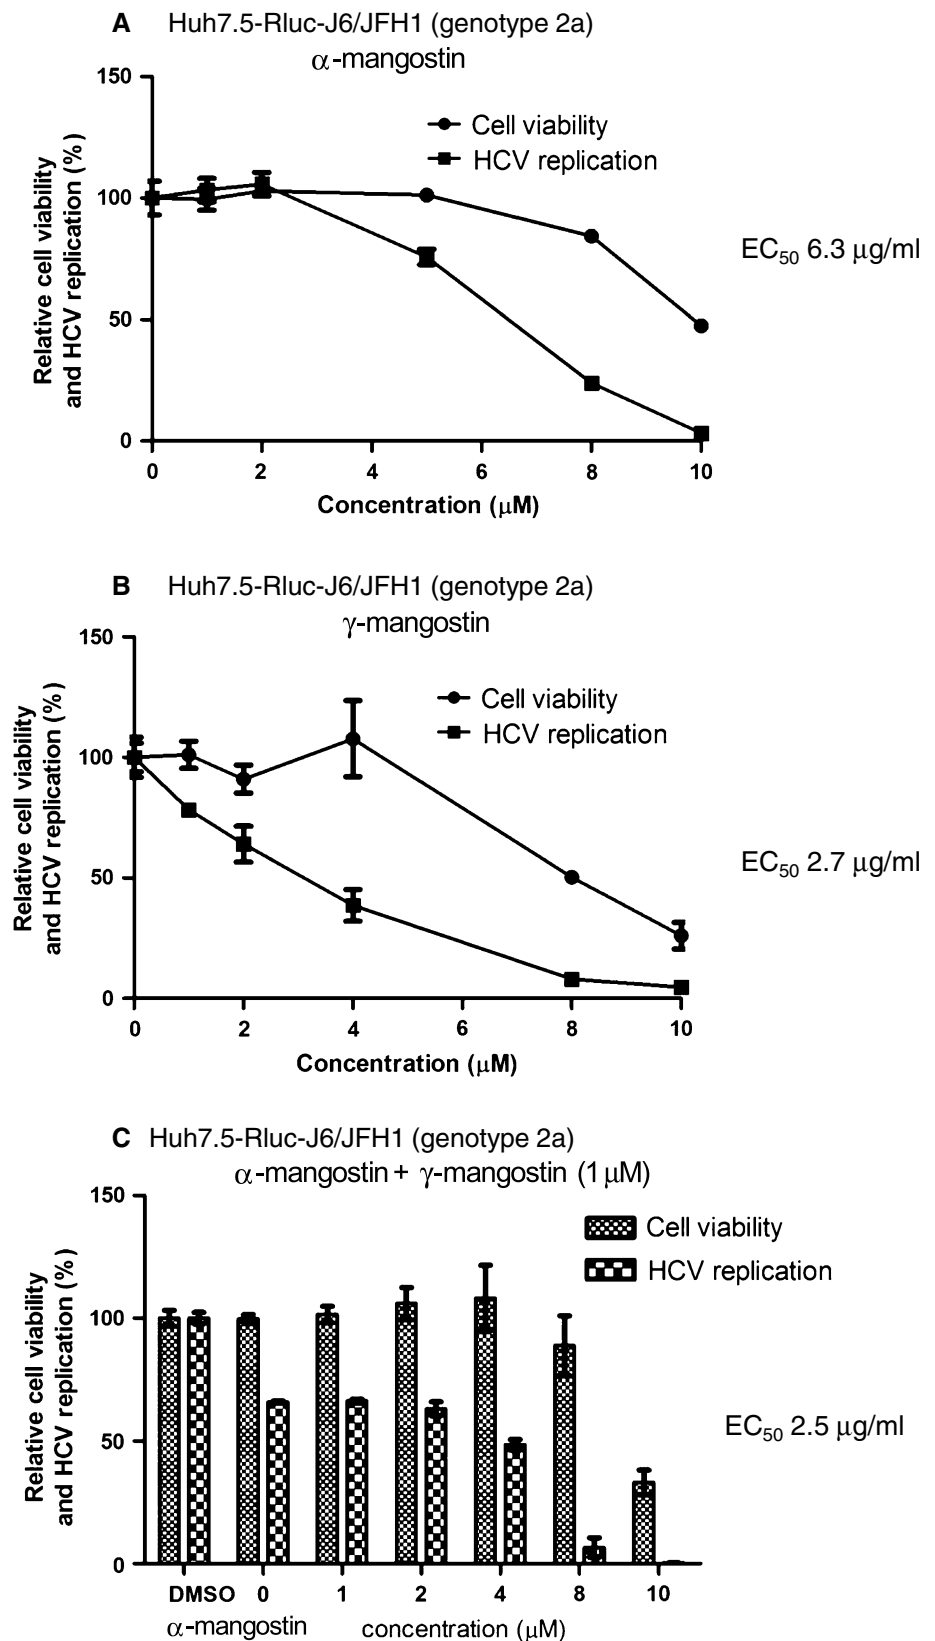 A Huh7.5-Rluc-J6/JFH1 (genotype 2a)
α-mangostin
150
100
50
0
Relative cell viability
and HCV replication (%)
Cell viability
HCV replication
EC50 6.3 μg/ml
0 2 4 6 8 10
Concentration (μM)
B Huh7.5-Rluc-J6/JFH1 (genotype 2a)
γ-mangostin
150
100
50
0
Relative cell viability
and HCV replication (%)
Cell viability
HCV replication
EC50 2.7 μg/ml
0 2 4 6 8 10
Concentration (μM)
C Huh7.5-Rluc-J6/JFH1 (genotype 2a)
α-mangostin + γ-mangostin (1 μM)
150
100
50
0
Relative cell viability
and HCV replication (%)
Cell viability
HCV replication
EC50 2.5 μg/ml
DMSO 0 1 2 4 8 10
α-mangostin concentration (μM)